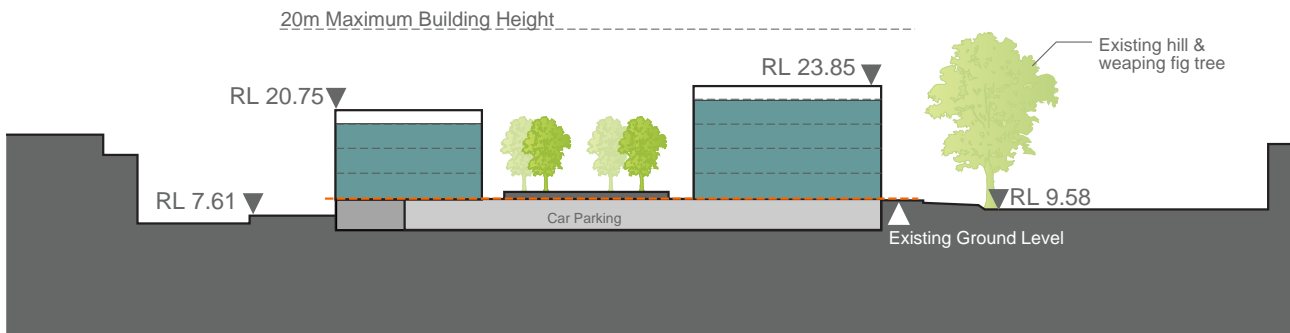 20m Maximum Building Height
Existing hill &
weaping fig tree
RL 23.85
RL 20.75
RL 7.61
RL 9.58
Car Parking
Existing Ground Level